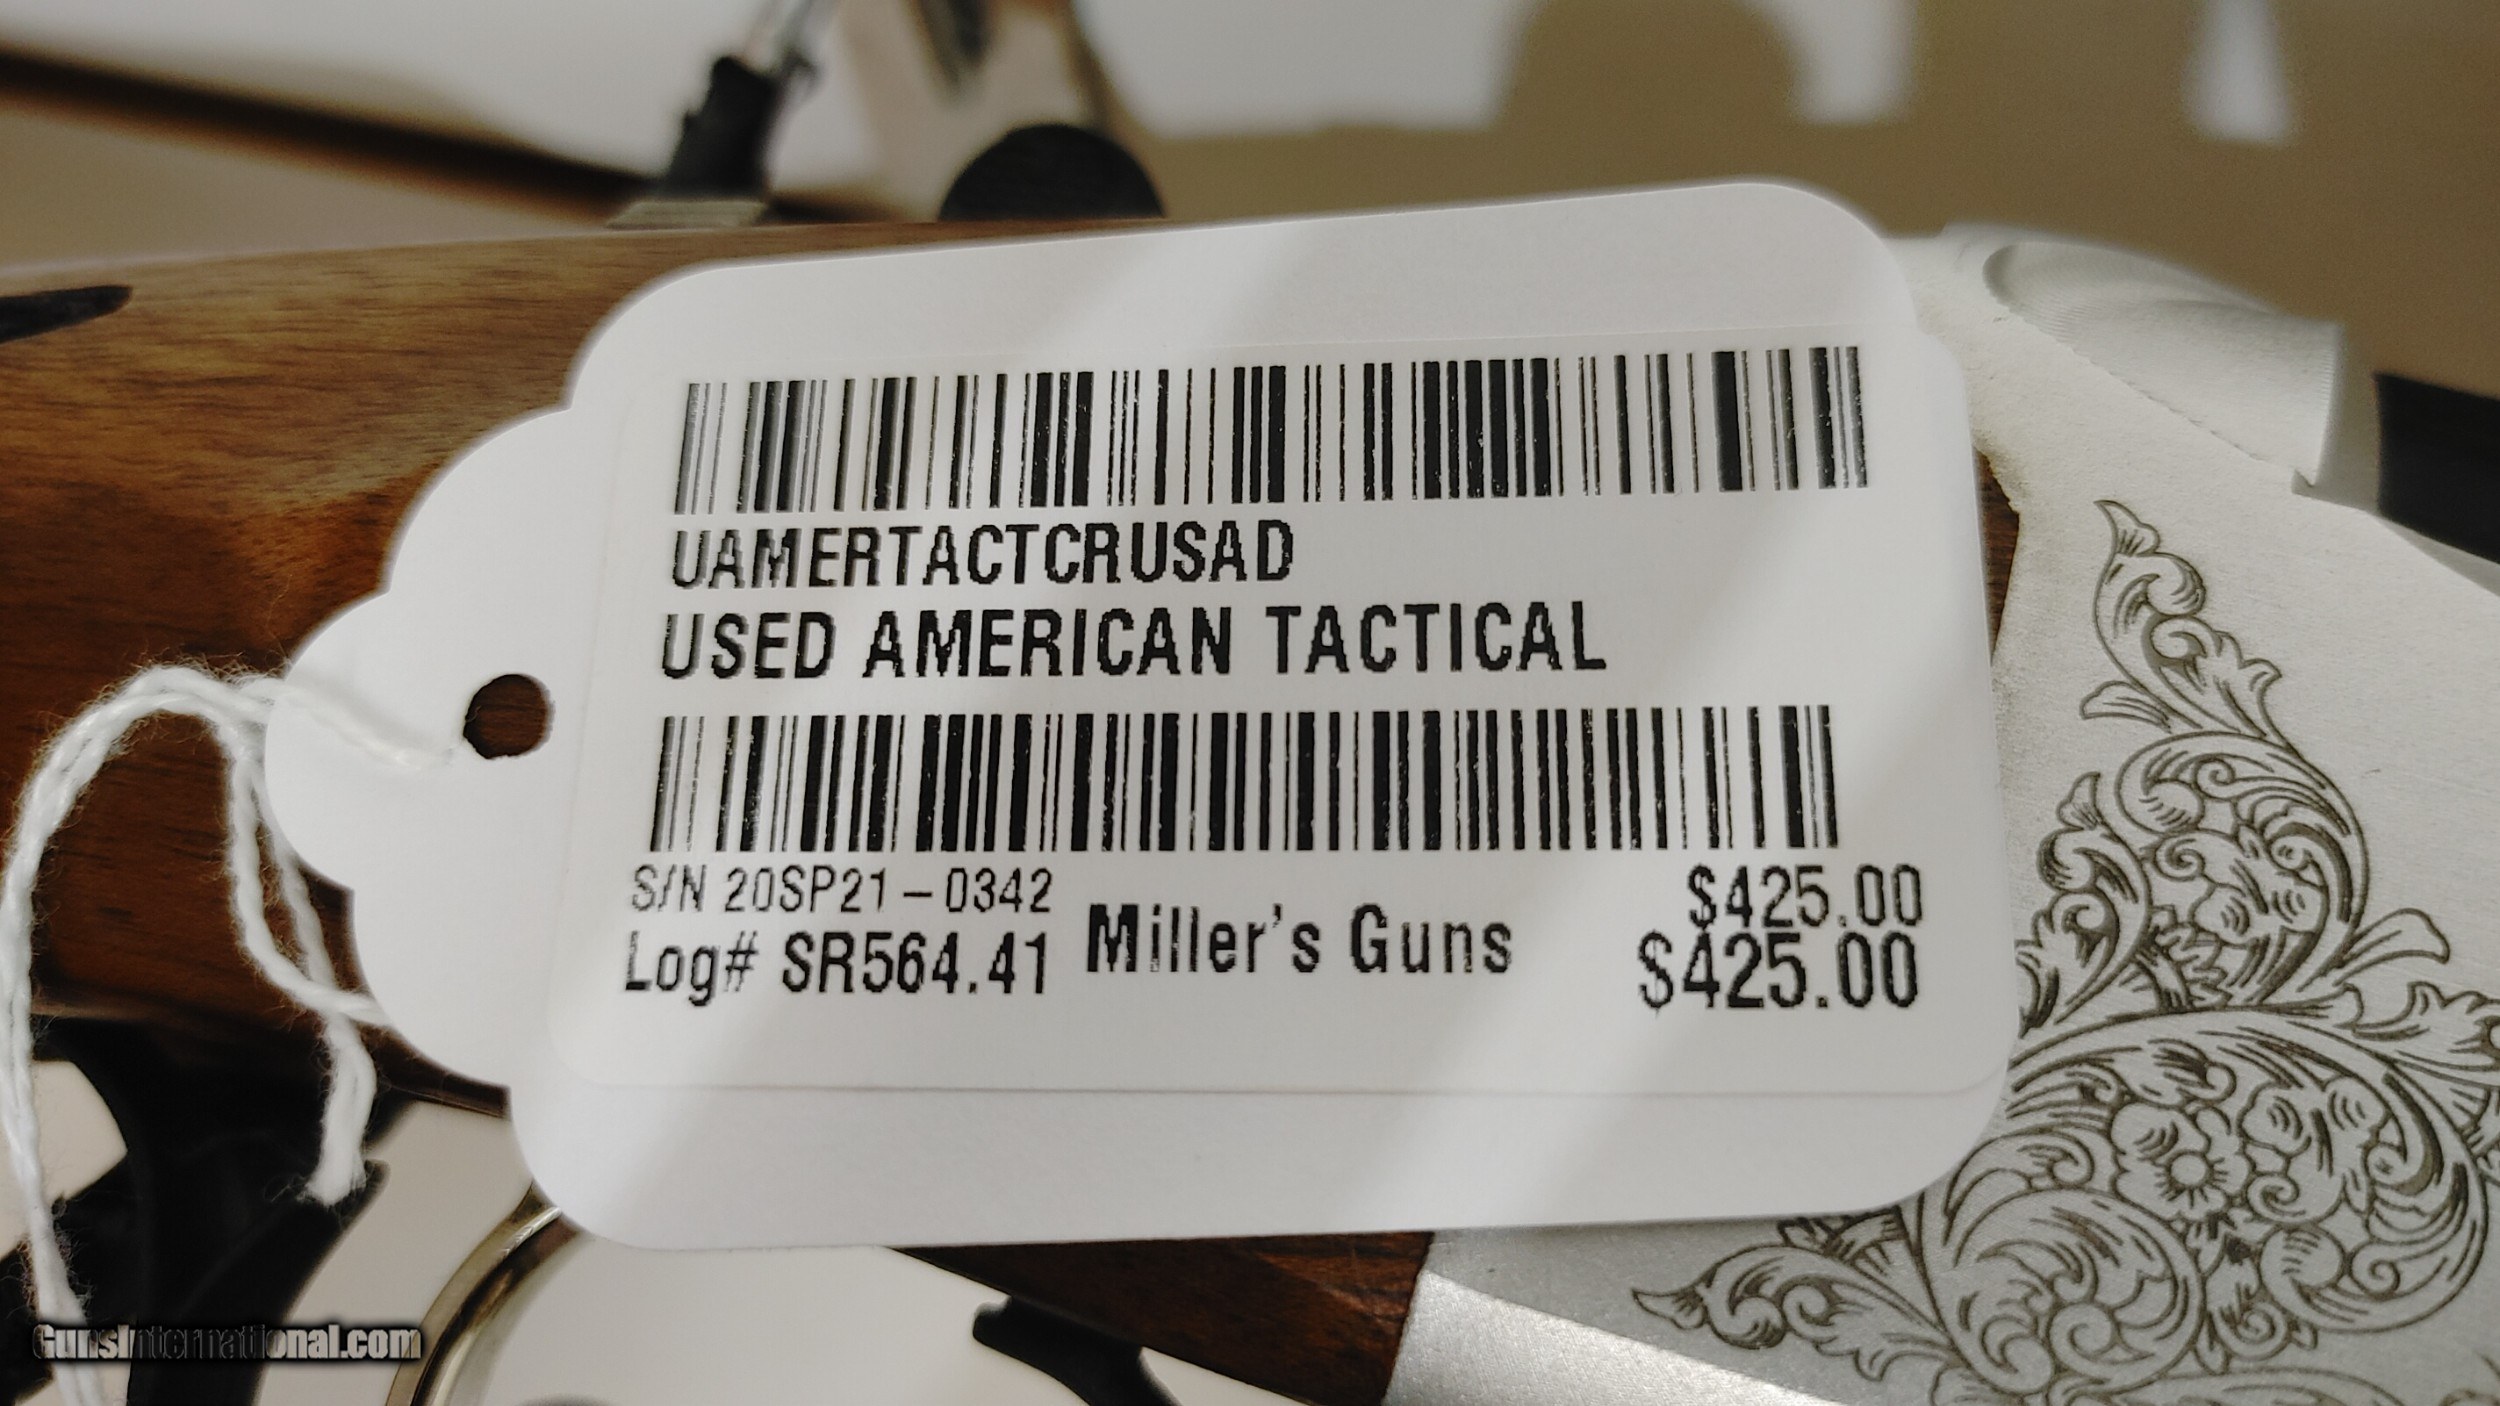 UAMERTACTCRUSAD
USED AMERICAN TACTICAL
S/N 20SP21-0342
Log# SR564.41
Miller's Guns
$425.00
$425.00
GunsInternational.com